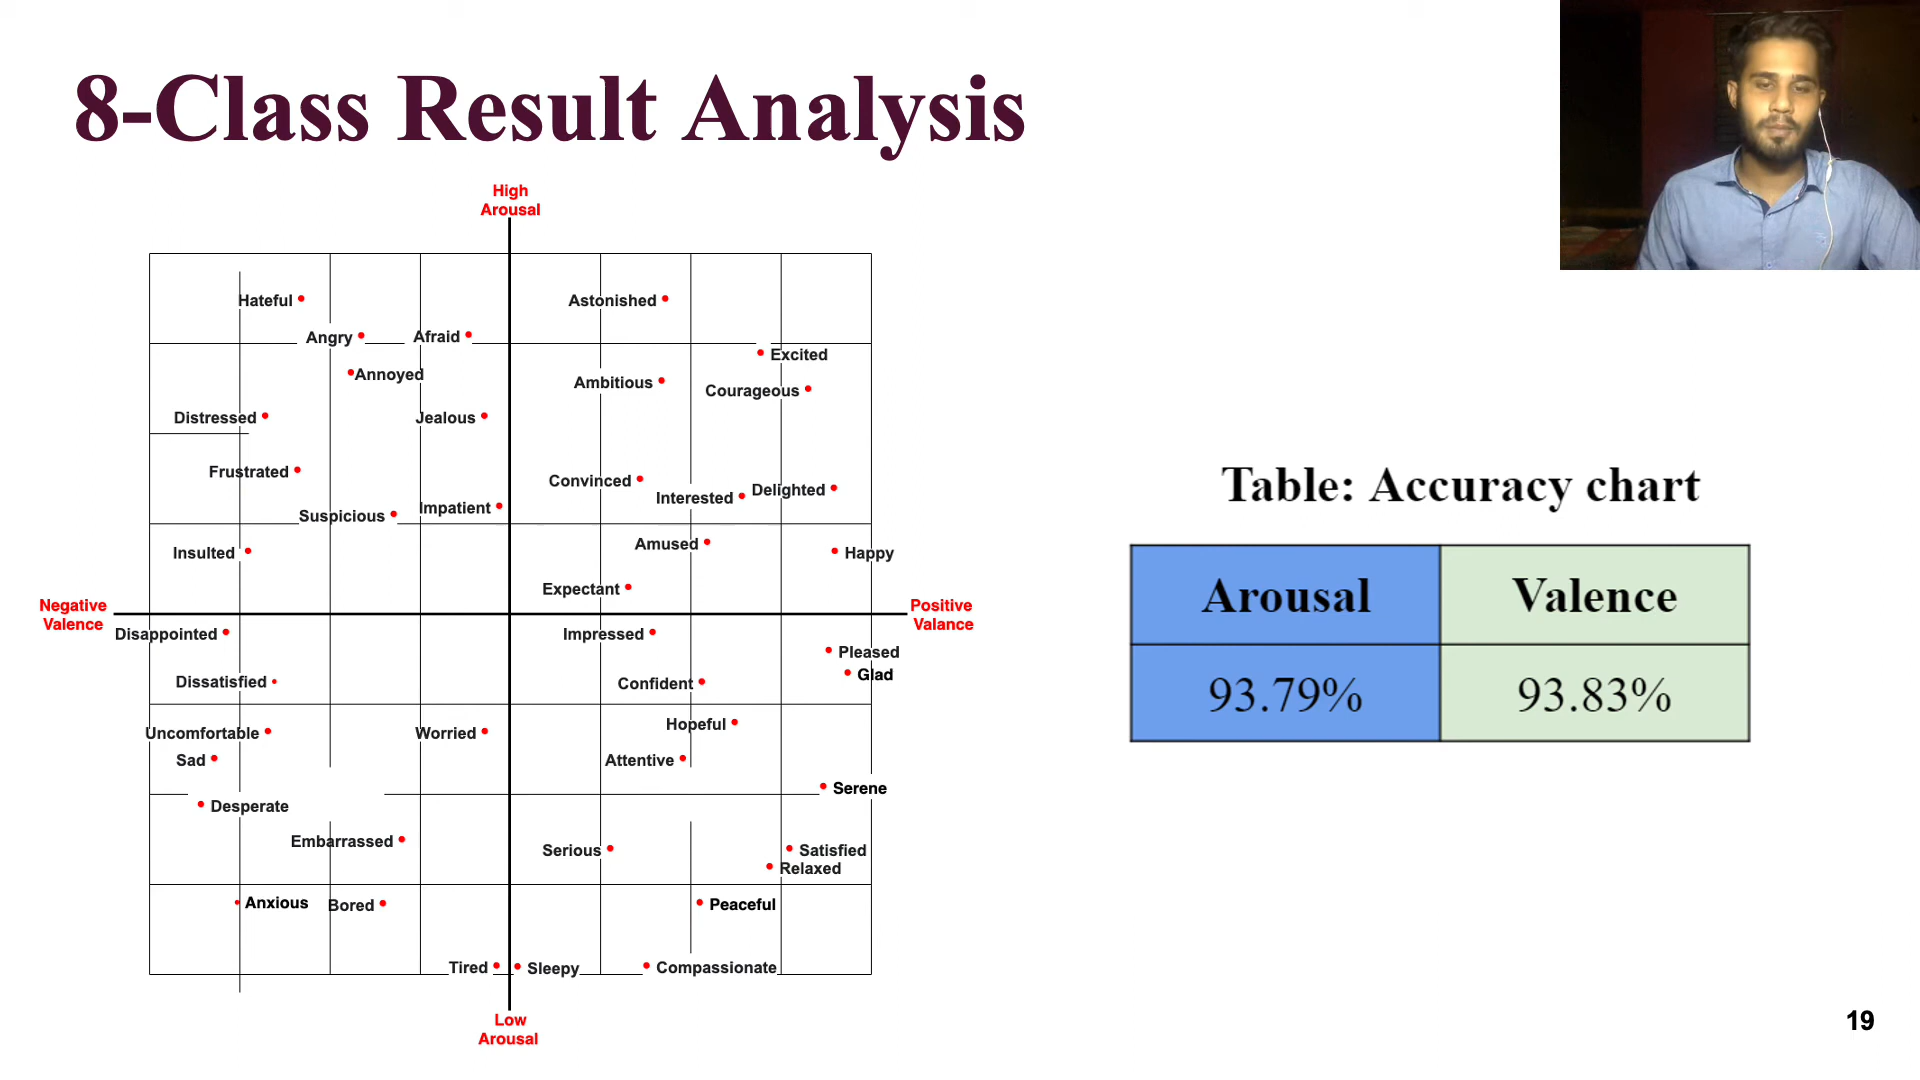 8-Class Result Analysis
High
Arousal
Hateful
Astonished
Angry
Afraid
Excited
Annoyed
Ambitious
Courageous
Distressed
Jealous
Frustrated
Convinced
Interested
Delighted
Suspicious
Impatient
Insulted
Amused
Happy
Expectant
Negative
Valence
Positive
Valance
Disappointed
Impressed
Pleased
Glad
Dissatisfied
Confident
Hopeful
Uncomfortable
Worried
Sad
Attentive
Serene
Desperate
Embarrassed
Serious
Satisfied
Relaxed
Anxious
Bored
Peaceful
Tired
Sleepy
Compassionate
Low
Arousal
Table: Accuracy chart
Arousal Valence
93.79% 93.83%
19